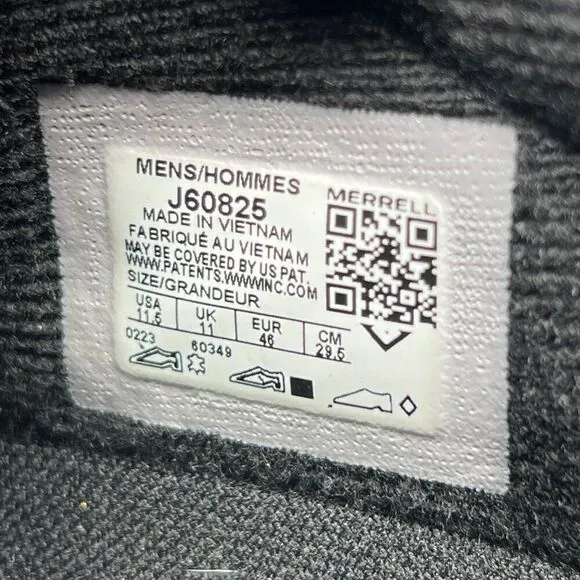 MENS/HOMMES
J60825
MERRELL
MADE IN VIETNAM
FABRIQUÉ AU VIETNAM
MAY BE COVERED BY US PAT.
WWW.PATENTS.WWWINC.COM
SIZE/GRANDEUR
USA UK EUR CM
11.5 11 46 29.5
0223 60349